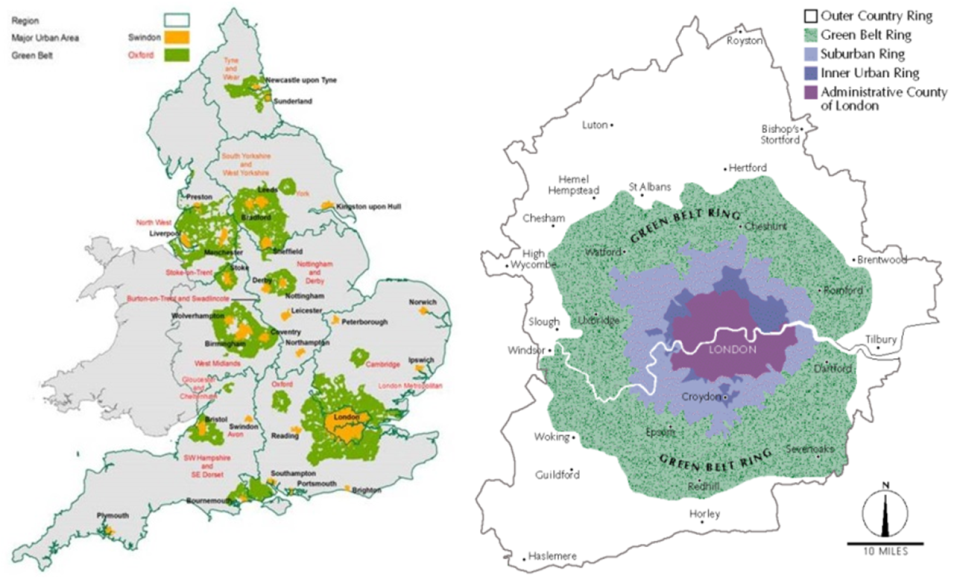 Region
Major Urban Area
Swindon
Green Belt
Oxford
Tyne
and
Wear
Newcastle upon Tyne
Sunderland
South Yorkshire
and
West Yorkshire
Leeds
York
Preston
Bradford
Kingston upon Hull
North West
Liverpool
Manchester
Sheffield
Stoke-on-Trent
Stoke
Derby
Nottingham
and
Derby
Nottingham
Burton-on-Trent and Swadlincote
Leicester
Norwich
Wolverhampton
Peterborough
Coventry
Birmingham
Northampton
West Midlands
Cambridge
Ipswich
Gloucester
and
Cheltenham
Oxford
London Metropolitan
Bristol
Swindon
Avon
London
Reading
SW Hampshire
and
SE Dorset
Southampton
Portsmouth
Bournemouth
Brighton
Plymouth
Outer Country Ring
Green Belt Ring
Suburban Ring
Inner Urban Ring
Administrative County
of London
Royston
Luton
Bishop's
Stortford
Hertford
Hemel
Hempstead
St Albans
GREEN BELT RING
Chesham
Cheshunt
High
Wycombe
Watford
Brentwood
Romford
Uxbridge
Slough
Tilbury
Windsor
LONDON
Dartford
Croydon
Epsom
Woking
Sevenoaks
GREEN BELT RING
Guildford
Redhill
Horley
N
10 MILES
Haslemere